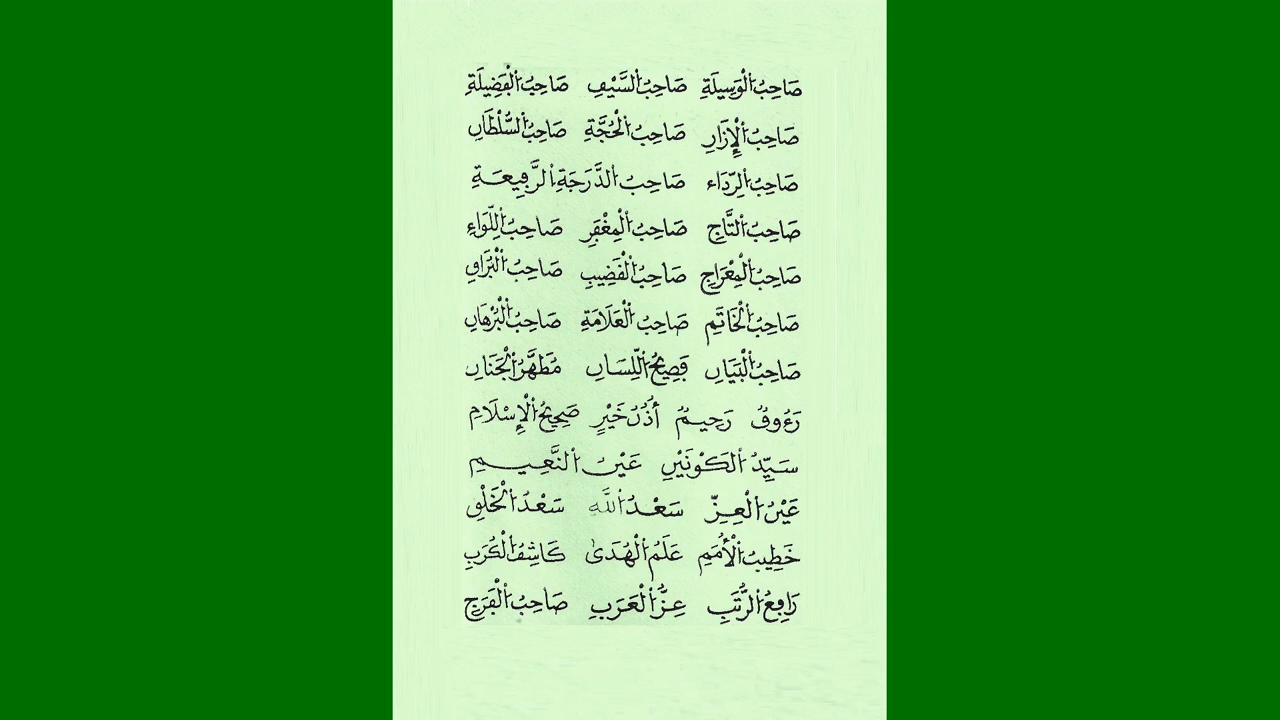 صَاحِبُ الْوَسِيلَةِ صَاحِبُ السَّيْفِ صَاحِبُ الْفَضِيلَةِ
صَاحِبُ الْإِزَارِ صَاحِبُ الْحُجَّةِ صَاحِبُ السُّلْطَانِ
صَاحِبُ الرِّدَاءِ صَاحِبُ الدَّرَجَةِ الرَّفِيعَةِ
صَاحِبُ التَّاجِ صَاحِبُ الْمِغْفَرِ صَاحِبُ اللِّوَاءِ
صَاحِبُ الْمِعْرَاجِ صَاحِبُ الْقَضِيبِ صَاحِبُ الْبُرَاقِ
صَاحِبُ الْخَاتَمِ صَاحِبُ الْعَلَامَةِ صَاحِبُ الْبُرْهَانِ
صَاحِبُ الْبَيَانِ فَصِيحُ اللِّسَانِ مُطَهَّرُ الْجَنَانِ
رَءُوفٌ رَحِيمٌ أُذُنُ خَيْرٍ صَحِيحُ الْإِسْلَامِ
سَيِّدُ الْكَوْنَيْنِ عَيْنُ النَّعِيمِ
عَيْنُ الْعِزِّ سَعْدُ اللَّهِ سَعْدُ الْخَلْقِ
خَطِيبُ الْأُمَمِ عَلَمُ الْهُدَىٰ كَاشِفُ الْكُرَبِ
رَافِعُ الرُّتَبِ عِزُّ الْعَرَبِ صَاحِبُ الْفَرَجِ